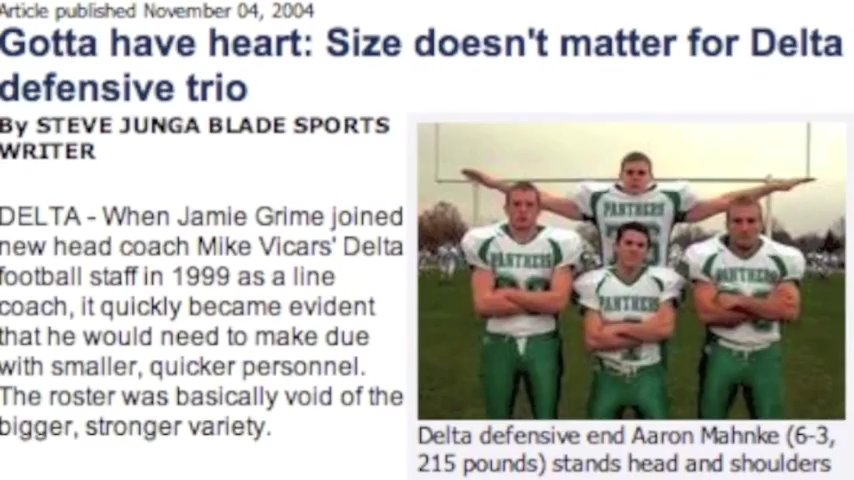 Article published November 04, 2004
Gotta have heart: Size doesn't matter for Delta
defensive trio
By STEVE JUNGA BLADE SPORTS
WRITER
DELTA - When Jamie Grime joined
new head coach Mike Vicars' Delta
football staff in 1999 as a line
coach, it quickly became evident
that he would need to make due
with smaller, quicker personnel.
The roster was basically void of the
bigger, stronger variety.
PANTHERS
PANTHERS
PANTHERS
PANTHERS
Delta defensive end Aaron Mahnke (6-3,
215 pounds) stands head and shoulders